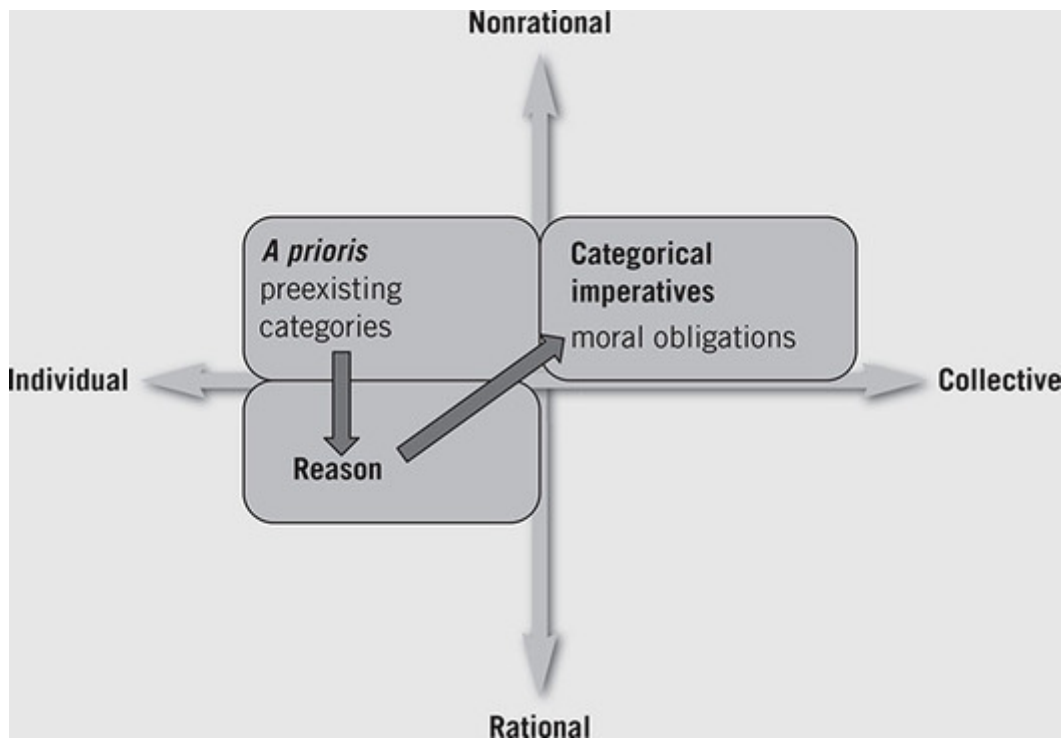 Nonrational
A prioris
preexisting
categories
Categorical
imperatives
moral obligations
Individual
Collective
Reason
Rational